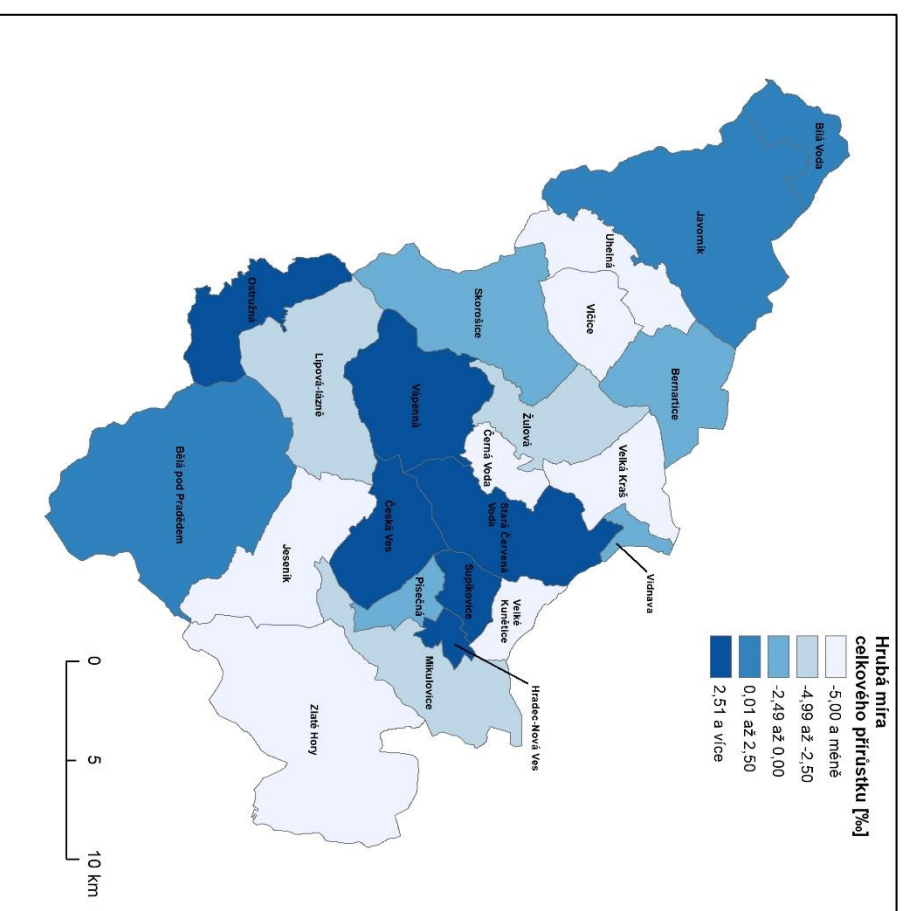 Hrubá míra
celkového přírůstku [‰]
-5,00 a méně
-4,99 až -2,50
-2,49 až 0,00
0,01 až 2,50
2,51 a více
Bílá Voda
Javorník
Uhelná
Vlčice
Bernartice
Skorošice
Žulová
Velká Kraš
Vidnava
Černá Voda
Stará Červená
Voda
Vápenná
Ostružná
Lipová-lázně
Česká Ves
Supíkovice
Velké
Kunětice
Písečná
Hradec-Nová Ves
Mikulovice
Jeseník
Bělá pod Pradědem
Zlaté Hory
0
5
10 km